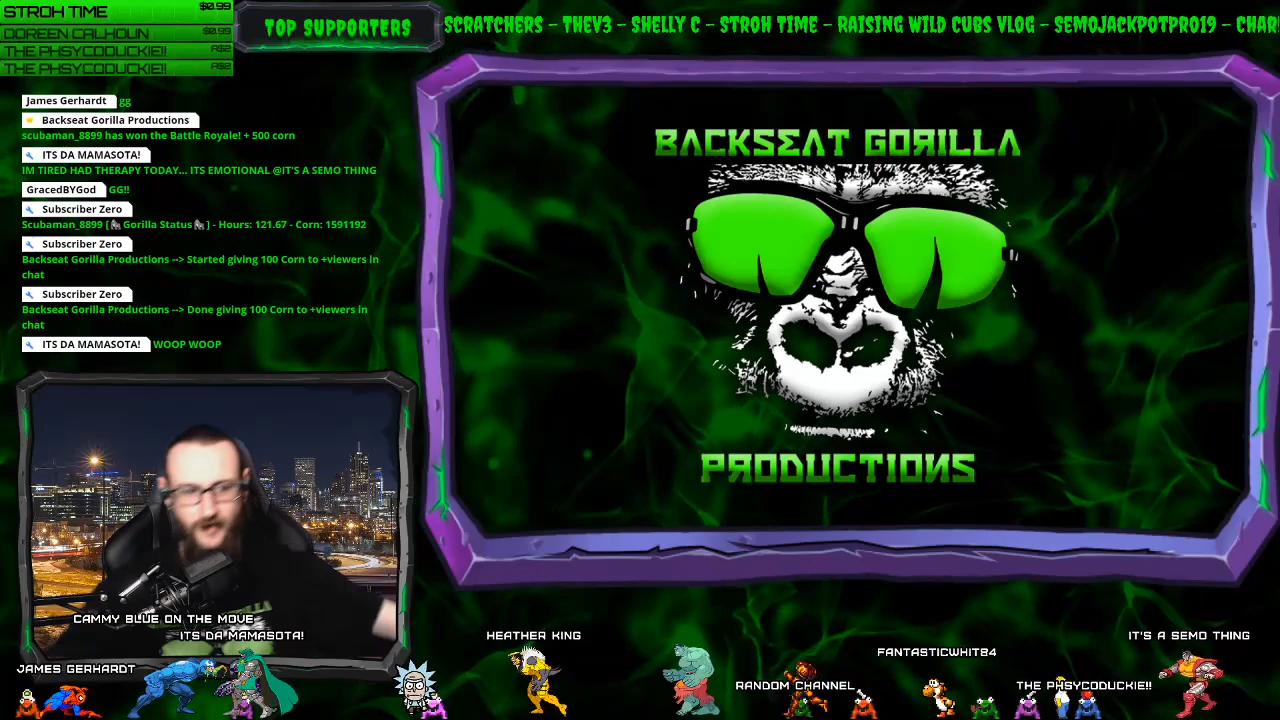 STROH TIME $0.99
DOREEN CALHOUN $0.99
THE PHSYCODUCKIE!! A$2
THE PHSYCODUCKIE!! A$2
TOP SUPPORTERS
SCRATCHERS - THEV3 - SHELLY C - STROH TIME - RAISING WILD CUBS VLOG - SEMOJACKPOTPRO19 - CHAR
James Gerhardt gg
Backseat Gorilla Productions
scubaman_8899 has won the Battle Royale! + 500 corn
ITS DA MAMASOTA!
IM TIRED HAD THERAPY TODAY... ITS EMOTIONAL @IT'S A SEMO THING
GracedBYGod GG!!
Subscriber Zero
Scubaman_8899 [🦍Gorilla Status🦍] - Hours: 121.67 - Corn: 1591192
Subscriber Zero
Backseat Gorilla Productions --> Started giving 100 Corn to +viewers in
chat
Subscriber Zero
Backseat Gorilla Productions --> Done giving 100 Corn to +viewers in
chat
ITS DA MAMASOTA! WOOP WOOP
BACKSEAT GORILLA
PRODUCTIONS
CAMMY BLUE ON THE MOVE
ITS DA MAMASOTA!
JAMES GERHARDT
HEATHER KING
RANDOM CHANNEL
FANTASTICWHIT84
THE PHSYCODUCKIE!!
IT'S A SEMO THING